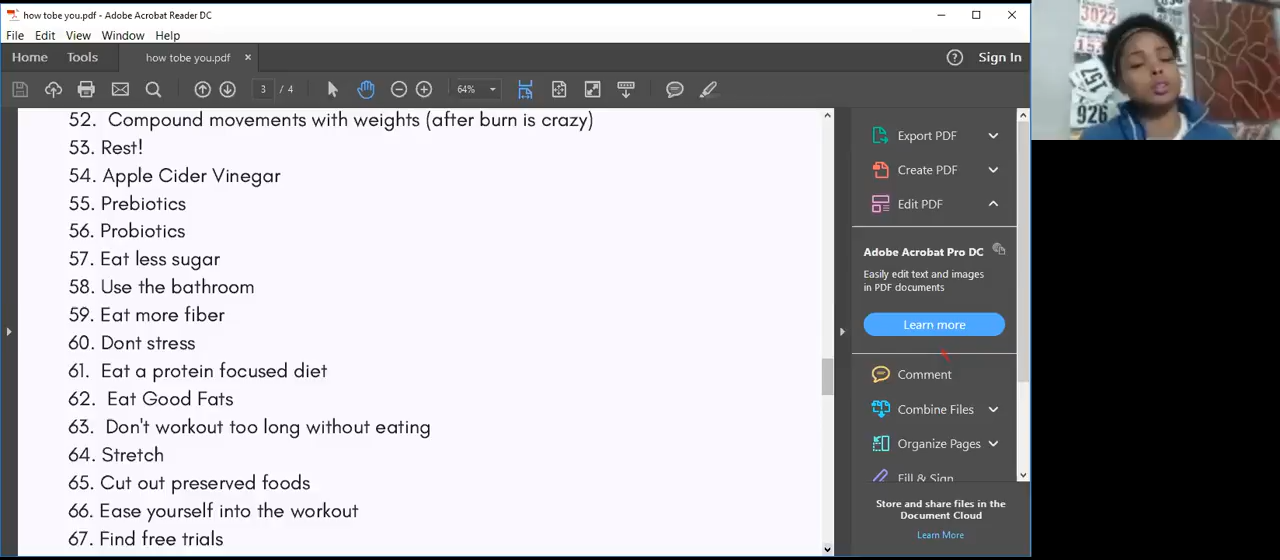 how tobe you.pdf - Adobe Acrobat Reader DC
File Edit View Window Help
Home Tools how tobe you.pdf × ? Sign In
3 / 4 64%
52. Compound movements with weights (after burn is crazy)
53. Rest!
54. Apple Cider Vinegar
55. Prebiotics
56. Probiotics
57. Eat less sugar
58. Use the bathroom
59. Eat more fiber
60. Dont stress
61. Eat a protein focused diet
62. Eat Good Fats
63. Don't workout too long without eating
64. Stretch
65. Cut out preserved foods
66. Ease yourself into the workout
67. Find free trials
Export PDF
Create PDF
Edit PDF
Adobe Acrobat Pro DC
Easily edit text and images
in PDF documents
Learn more
Comment
Combine Files
Organize Pages
Fill & Sign
Store and share files in the
Document Cloud
Learn More
3022
153
157
926